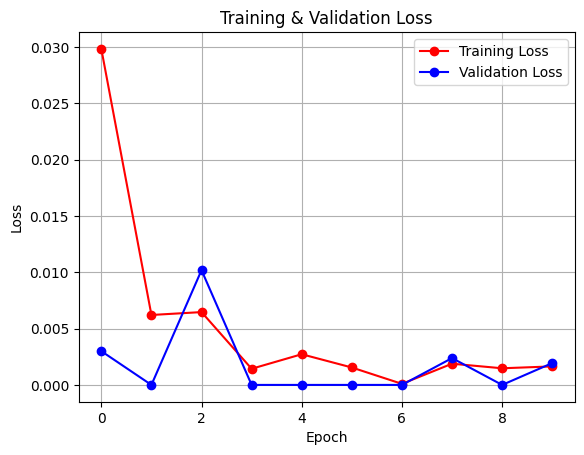 Training & Validation Loss
Training Loss
Validation Loss
0.030
0.025
0.020
0.015
0.010
0.005
0.000
Loss
0 2 4 6 8
Epoch